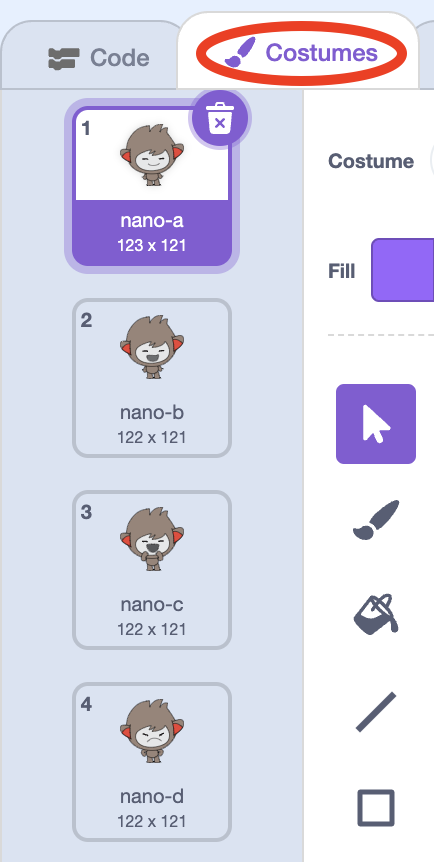 Code
Costumes
1
nano-a
123 x 121
2
nano-b
122 x 121
3
nano-c
122 x 121
4
nano-d
122 x 121
Costume
Fill